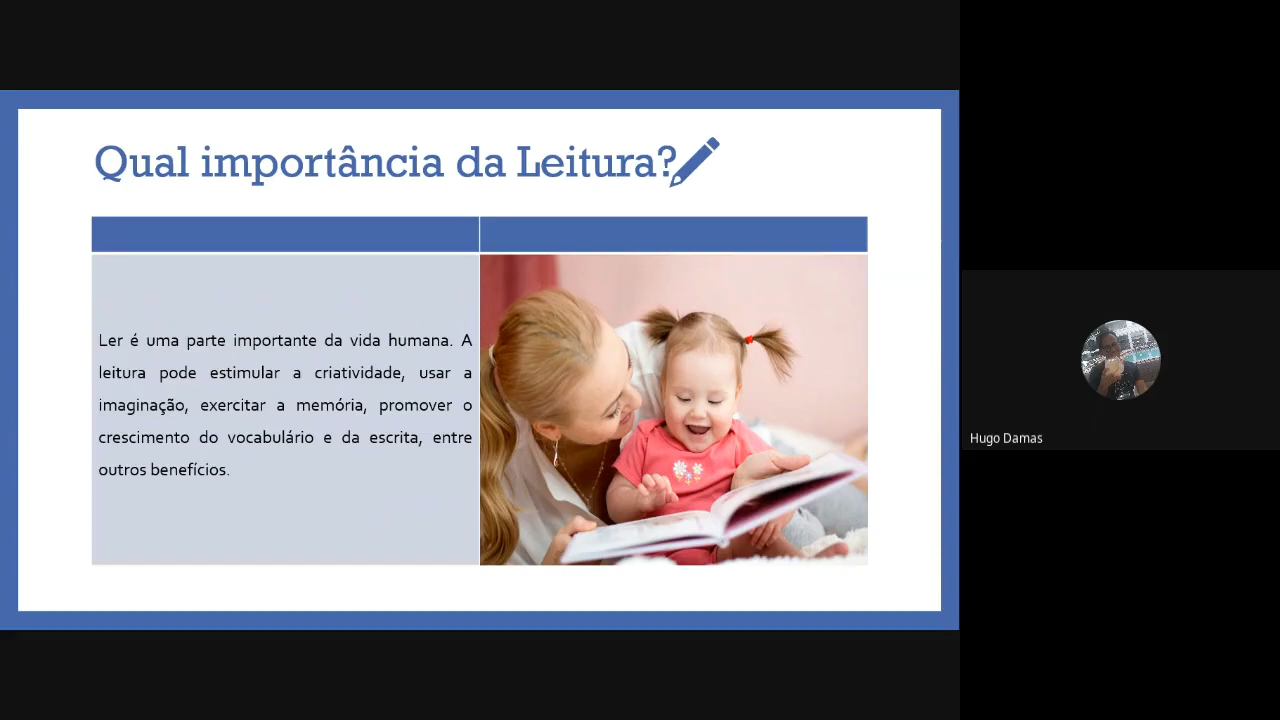 Qual importância da Leitura?
Ler é uma parte importante da vida humana. A
leitura pode estimular a criatividade, usar a
imaginação, exercitar a memória, promover o
crescimento do vocabulário e da escrita, entre
outros benefícios.
Hugo Damas